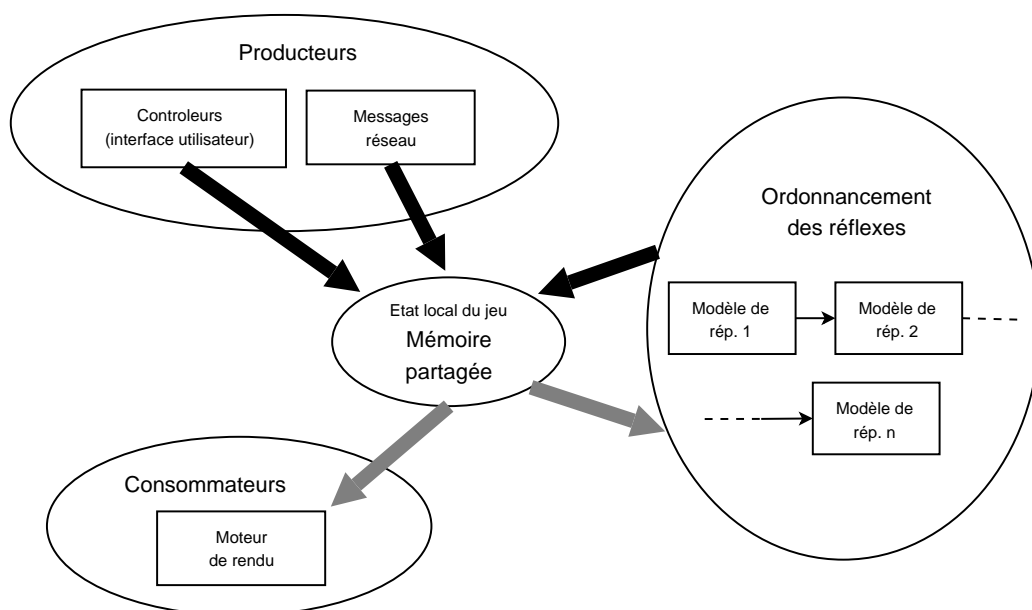 Producteurs
Controleurs
(interface utilisateur)
Messages
réseau
Ordonnancement
des réflexes
Modèle de
rép. 1
Modèle de
rép. 2
Modèle de
rép. n
Etat local du jeu
Mémoire
partagée
Consommateurs
Moteur
de rendu